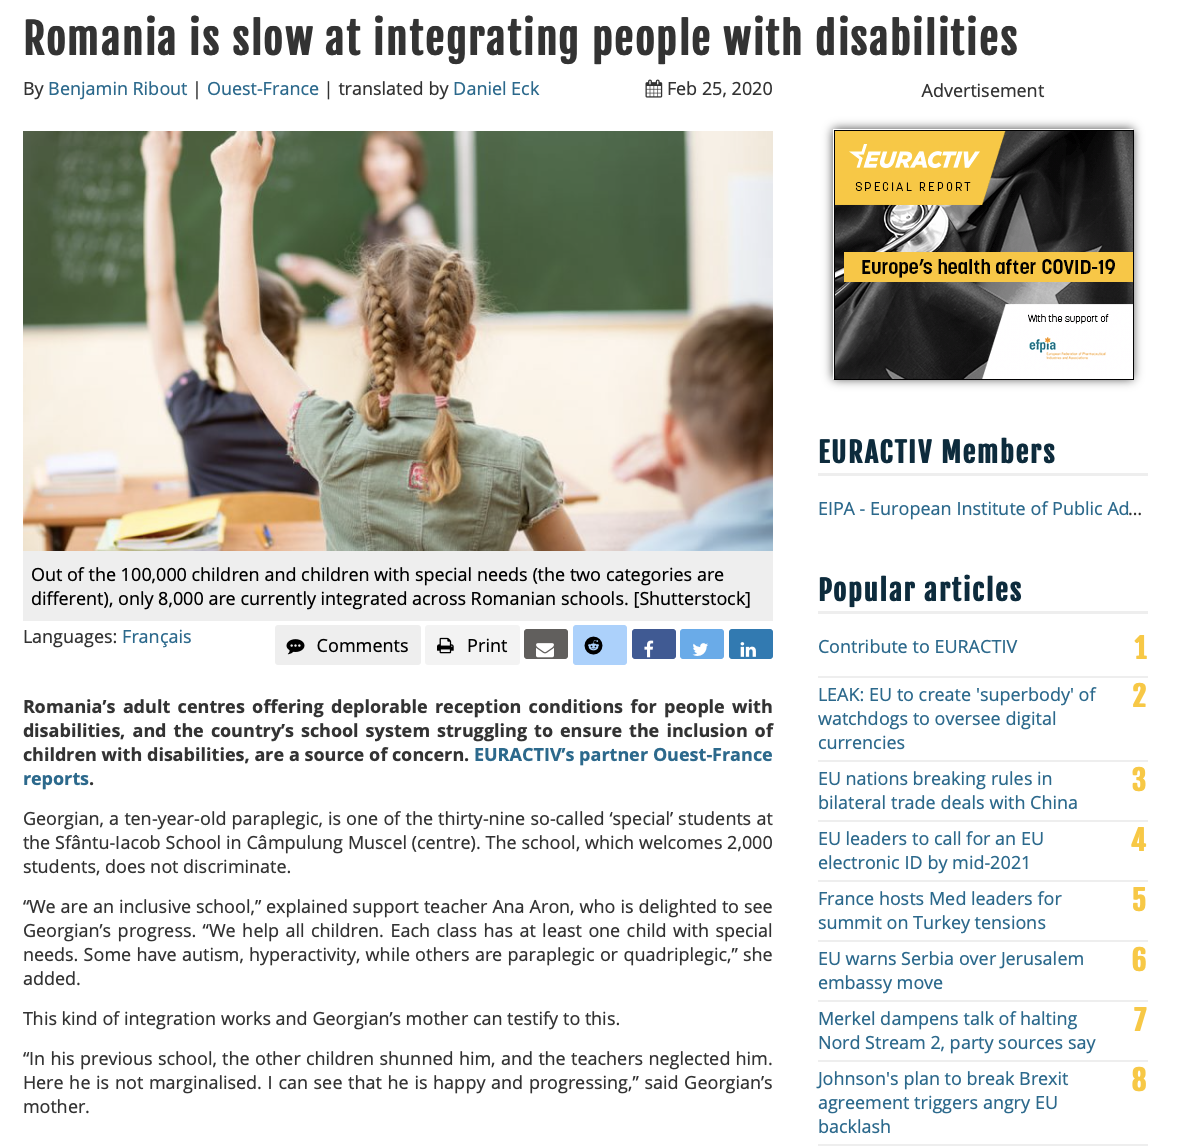 Romania is slow at integrating people with disabilities
By Benjamin Ribout | Ouest-France | translated by Daniel Eck
Feb 25, 2020
Out of the 100,000 children and children with special needs (the two categories are
different), only 8,000 are currently integrated across Romanian schools. [Shutterstock]
Languages: Français
Comments
Print
Romania’s adult centres offering deplorable reception conditions for people with
disabilities, and the country’s school system struggling to ensure the inclusion of
children with disabilities, are a source of concern. EURACTIV’s partner Ouest-France
reports.
Georgian, a ten-year-old paraplegic, is one of the thirty-nine so-called ‘special’ students at
the Sfântu-Iacob School in Câmpulung Muscel (centre). The school, which welcomes 2,000
students, does not discriminate.
“We are an inclusive school,” explained support teacher Ana Aron, who is delighted to see
Georgian’s progress. “We help all children. Each class has at least one child with special
needs. Some have autism, hyperactivity, while others are paraplegic or quadriplegic,” she
added.
This kind of integration works and Georgian’s mother can testify to this.
“In his previous school, the other children shunned him, and the teachers neglected him.
Here he is not marginalised. I can see that he is happy and progressing,” said Georgian’s
mother.
Advertisement
EURACTIV
SPECIAL REPORT
Europe’s health after COVID-19
With the support of
efpia
EURACTIV Members
EIPA - European Institute of Public Ad...
Popular articles
Contribute to EURACTIV 1
LEAK: EU to create 'superbody' of 2
watchdogs to oversee digital
currencies
EU nations breaking rules in 3
bilateral trade deals with China
EU leaders to call for an EU 4
electronic ID by mid-2021
France hosts Med leaders for 5
summit on Turkey tensions
EU warns Serbia over Jerusalem 6
embassy move
Merkel dampens talk of halting 7
Nord Stream 2, party sources say
Johnson's plan to break Brexit 8
agreement triggers angry EU
backlash